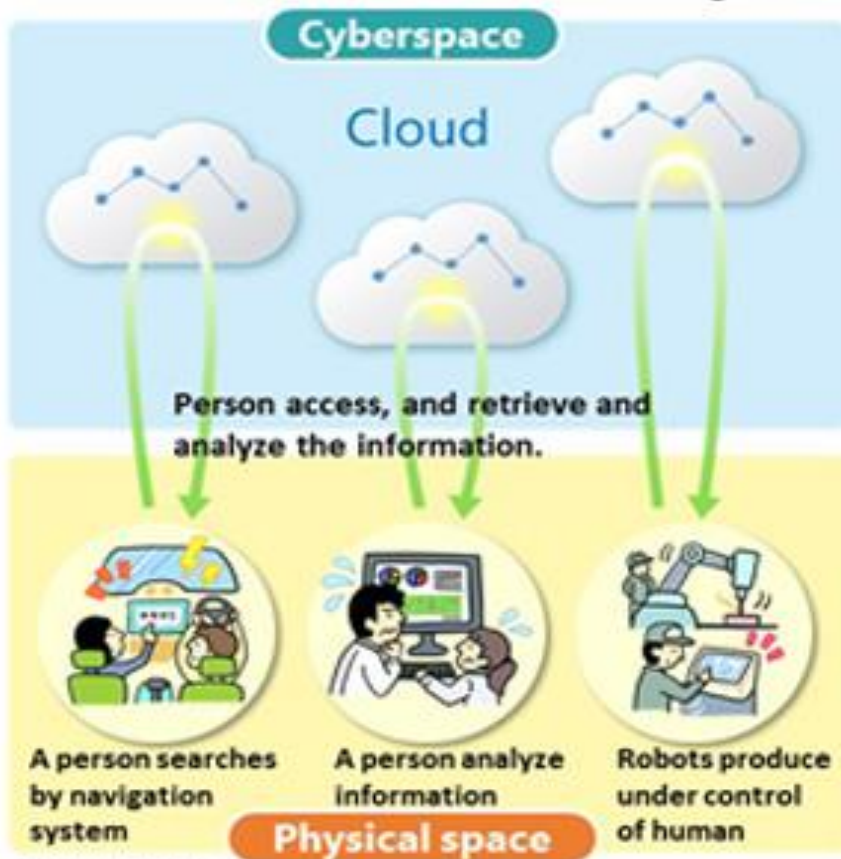 Cyberspace
Cloud
Person access, and retrieve and
analyze the information.
A person searches
by navigation
system
A person analyze
information
Robots produce
under control
of human
Physical space